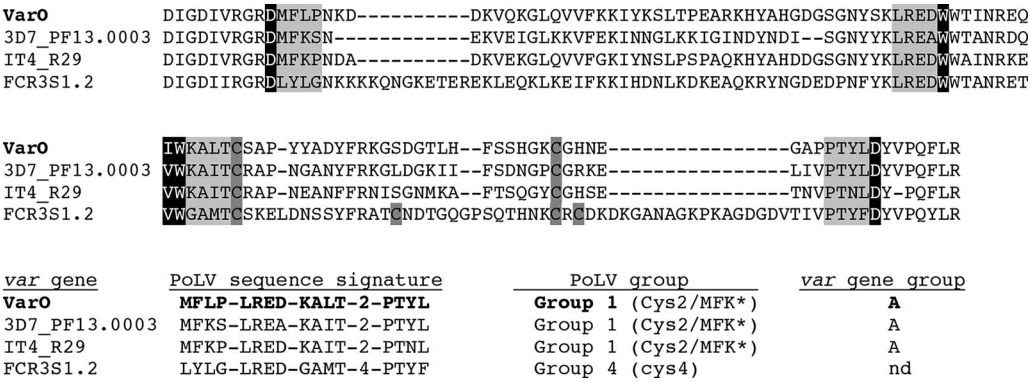 VarO DIGDIVRGRDMFLPNKD----------DKVQKGLQVVFKKIYKSLTPEARKHYAHGDGSGNYSKLREDWWTINREQ
3D7_PF13.0003 DIGDIVRGRDMFKSN------------EKVEIGLKKVFEKINNGLKKIGINDYNDI--SGNYYKLREAWWTANRDQ
IT4_R29 DIGDIIRGRDMFKPNDA----------DKVWKGLRKVFKKIYNSLPSPAQKHYADDDGSGNYYKLREDWWAINRKE
FCR3S1.2 DIGDIIRGRDLYLGNKKKKQNGKETEREKLEQKLKEIFKKIHDNLKDKEAQKRYNGDEDPNFYKLREDWWTANRET
VarO IWKALTCSAP-YYADYFRKGSDGTLH--FSSHGKCGHNE----------------GAPPTYLDYVPQFLR
3D7_PF13.0003 VWKAITCRAP-NGANYFRKGLDGKII--FSDNGPCGRKE----------------LIVPTYLDYVPQFLR
IT4_R29 VWKAITCRAP-NEANFFRNISGNMKA--FTSQGYCGHSE----------------TNVPTNLDY-PQFLR
FCR3S1.2 VWGAMTCSKELDNSSYFRATCNDTGQGPSQTHNKCRCDKDKGANAGKPKAGDGDVTIVPTYFDYVPQYLR
var gene PoLV sequence signature PoLV group var gene group
VarO MFLP-LRED-KALT-2-PTYL Group 1 (Cys2/MFK*) A
3D7_PF13.0003 MFKS-LREA-KAIT-2-PTYL Group 1 (Cys2/MFK*) A
IT4_R29 MFKP-LRED-KAIT-2-PTNL Group 1 (Cys2/MFK*) A
FCR3S1.2 LYLG-LRED-GAMT-4-PTYF Group 4 (cys4) nd